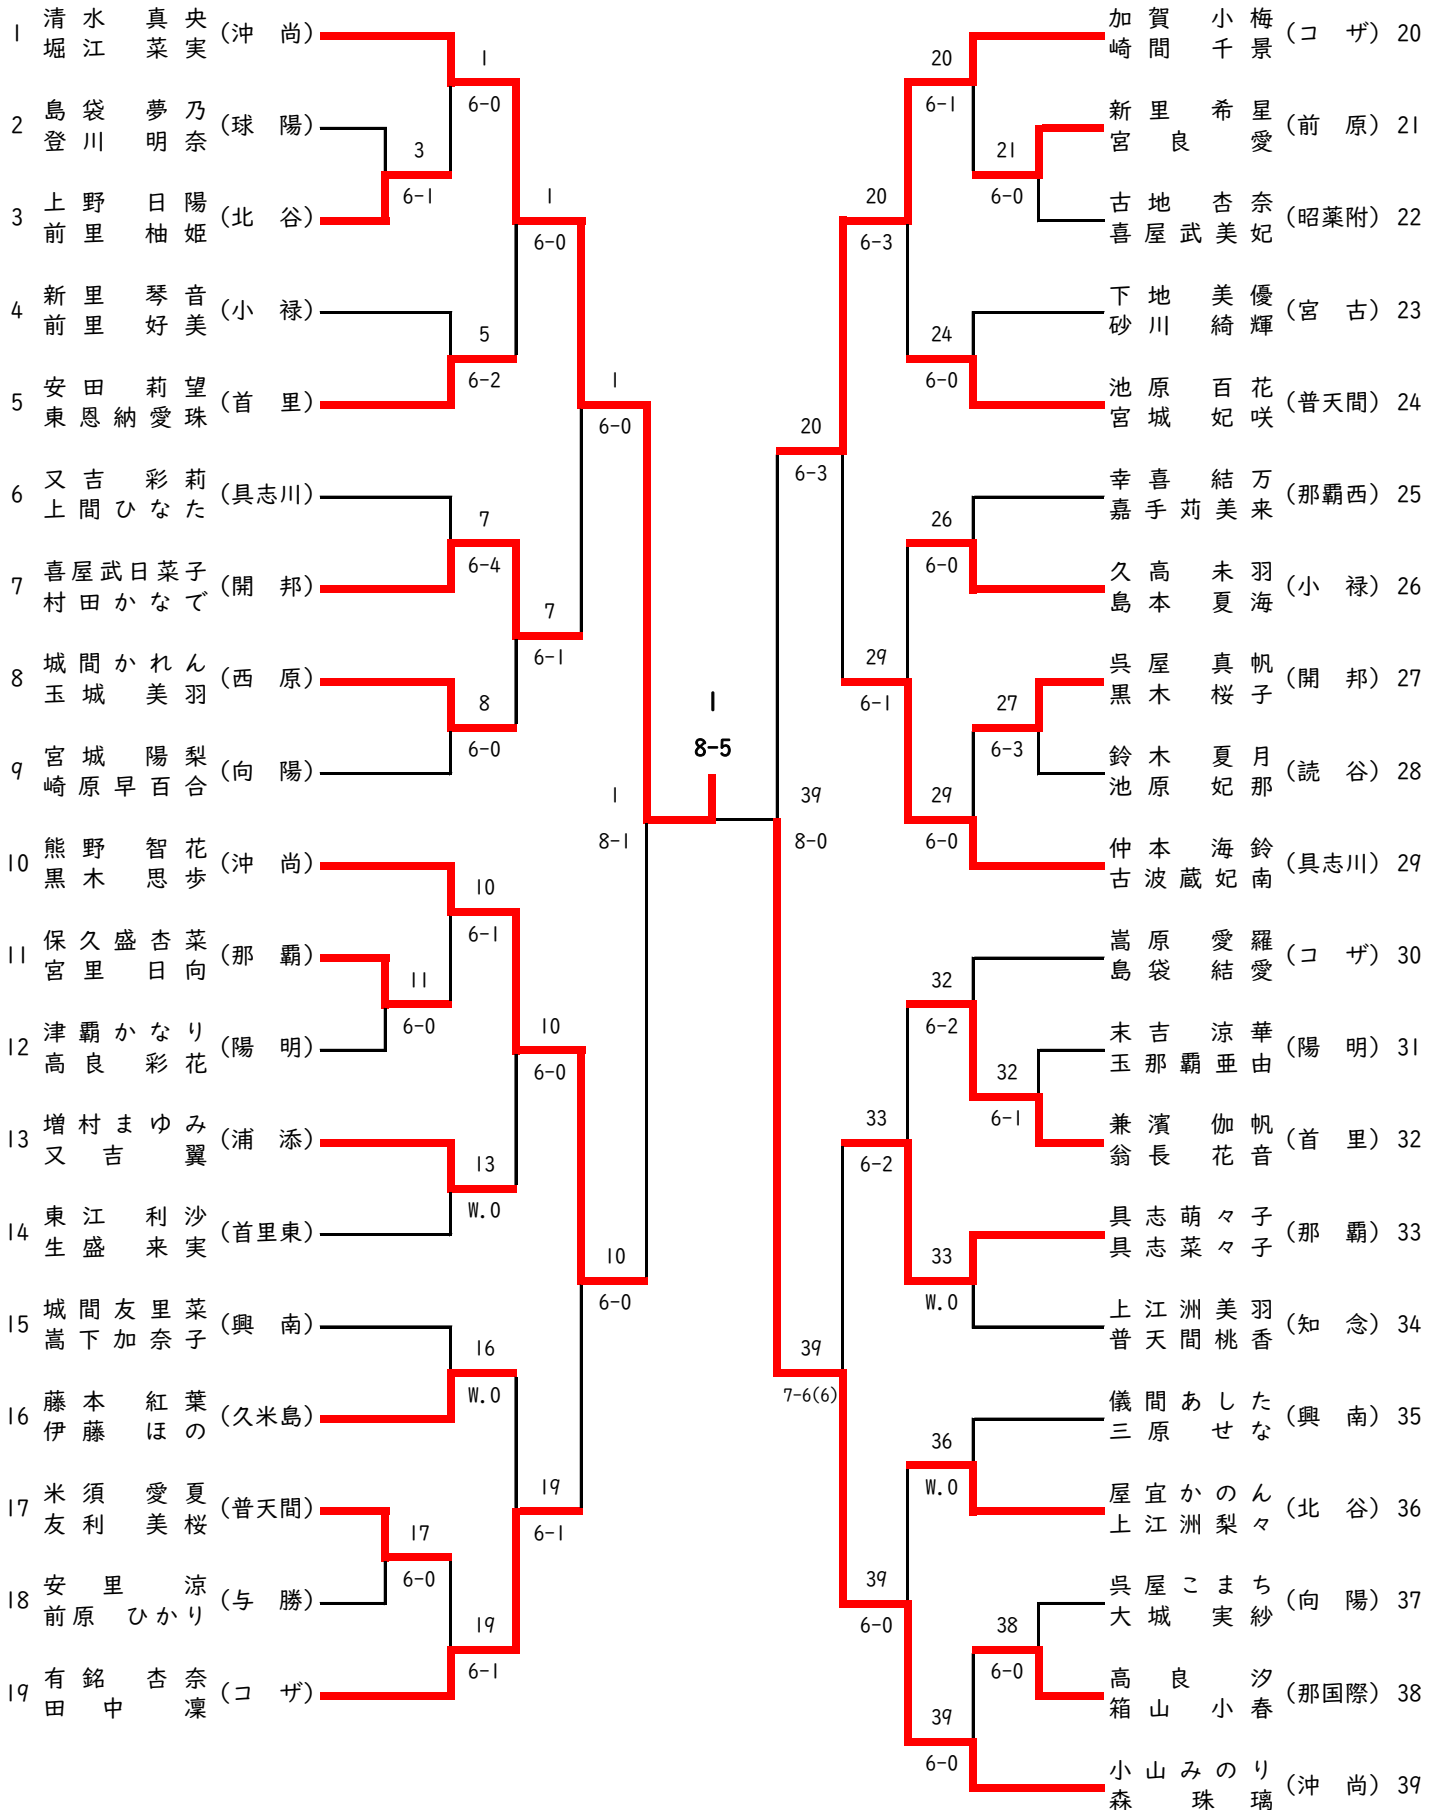 1 清水 真央 (沖 尚)
堀江 菜実
2 島袋 夢乃 (球 陽)
登川 明奈
3 上野 日陽 (北 谷)
前里 柚姫
4 新里 琴音 (小 禄)
前里 好美
5 安田 莉望 (首 里)
東恩納愛珠
6 又吉 彩莉 (具志川)
上間ひなた
7 喜屋武日菜子 (開 邦)
村田かなで
8 城間かれん (西 原)
玉城 美羽
9 宮城 陽梨 (向 陽)
崎原早百合
10 熊野 智花 (沖 尚)
黒木 思歩
11 保久盛杏菜 (那 覇)
宮里 日向
12 津覇かなり (陽 明)
高良 彩花
13 増村まゆみ (浦 添)
又吉 翼
14 東江 利沙 (首里東)
生盛 来実
15 城間友里菜 (興 南)
嵩下加奈子
16 藤本 紅葉 (久米島)
伊藤 ほの
17 米須 愛夏 (普天間)
友利 美桜
18 安里 涼 (与 勝)
前原 ひかり
19 有銘 杏奈 (コ ザ)
田中 凜
3
6-1
11
6-0
17
6-0
1
6-0
5
6-2
7
6-4
8
6-0
10
6-1
13
W.O
16
W.O
19
6-1
1
6-0
7
6-1
10
6-0
19
6-1
1
6-0
10
6-0
1
8-1
1
8-5
39
8-0
20
6-3
39
7-6(6)
20
6-3
29
6-1
33
6-2
39
6-0
20
6-1
24
6-0
26
6-0
29
6-0
32
6-2
33
W.O
36
W.O
39
6-0
21
6-0
27
6-3
32
6-1
38
6-0
加賀 小梅 (コ ザ) 20
崎間 千景
新里 希星 (前 原) 21
宮良 愛
古地 杏奈 (昭薬附) 22
喜屋武美妃
下地 美優 (宮 古) 23
砂川 綺輝
池原 百花 (普天間) 24
宮城 妃咲
幸喜 結万 (那覇西) 25
嘉手苅美来
久高 未羽 (小 禄) 26
島本 夏海
呉屋 真帆 (開 邦) 27
黒木 桜子
鈴木 夏月 (読 谷) 28
池原 妃那
仲本 海鈴 (具志川) 29
古波蔵妃南
嵩原 愛羅 (コ ザ) 30
島袋 結愛
末吉 涼華 (陽 明) 31
玉那覇亜由
兼濱 伽帆 (首 里) 32
翁長 花音
具志萌々子 (那 覇) 33
具志菜々子
上江洲美羽 (知 念) 34
普天間桃香
儀間あした (興 南) 35
三原 せな
屋宜かのん (北 谷) 36
上江洲梨々
呉屋こまち (向 陽) 37
大城 実紗
高良 汐 (那国際) 38
箱山 小春
小山みのり (沖 尚) 39
森 珠璃